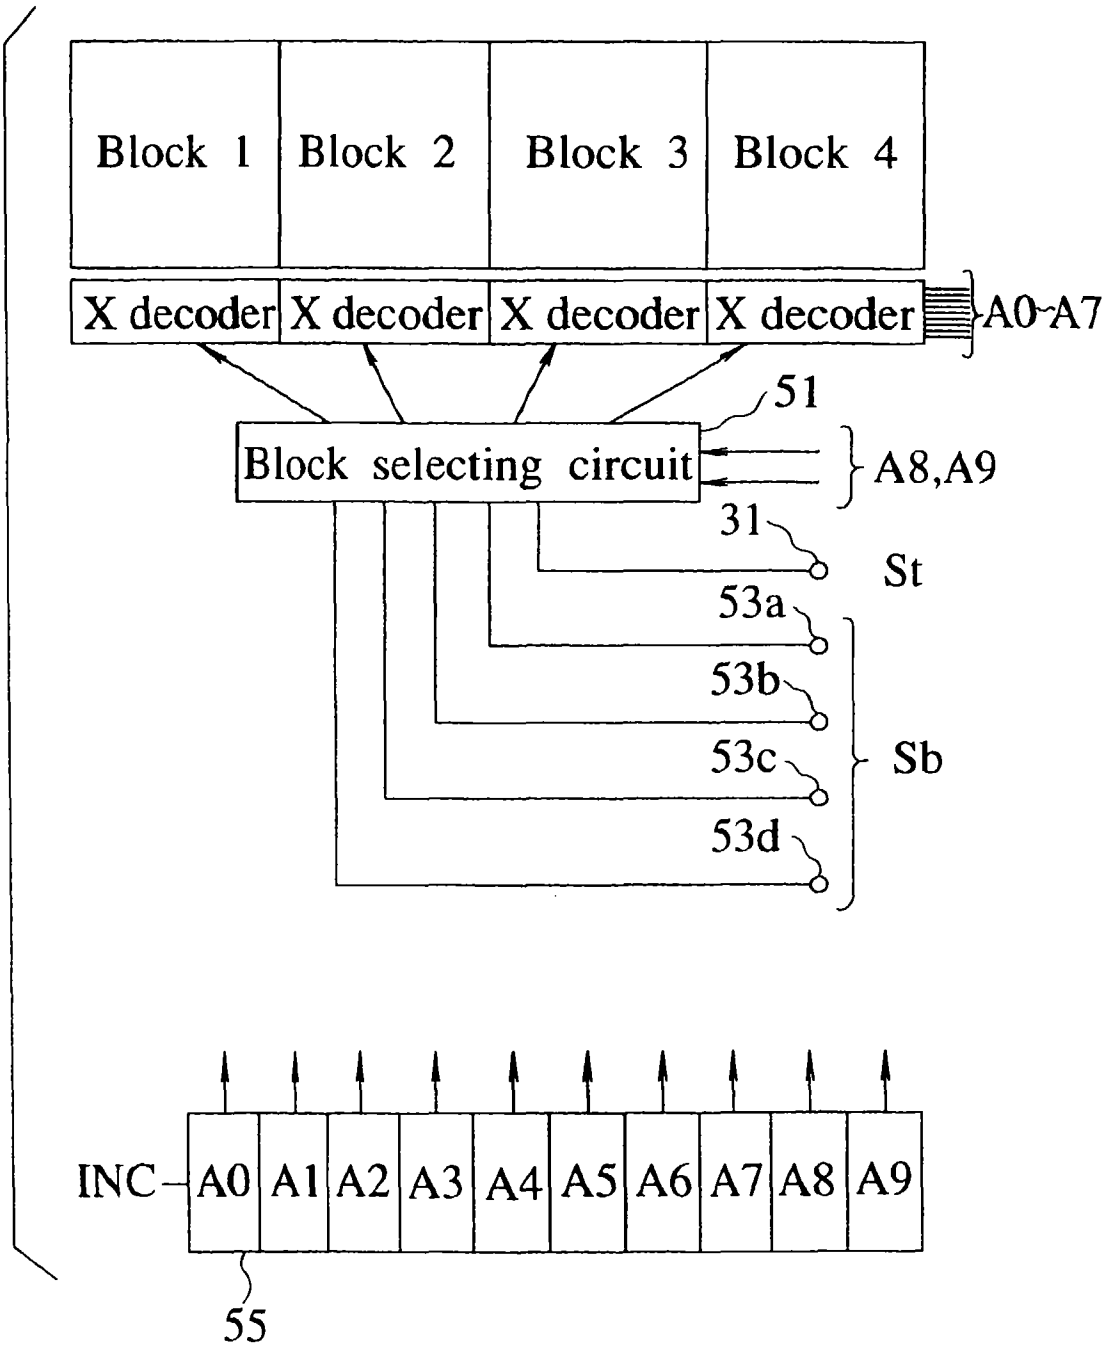 Block 1 Block 2 Block 3 Block 4
X decoder X decoder X decoder X decoder A0~A7
51
Block selecting circuit A8,A9
31
St
53a
53b
Sb
53c
53d
INC A0 A1 A2 A3 A4 A5 A6 A7 A8 A9
55